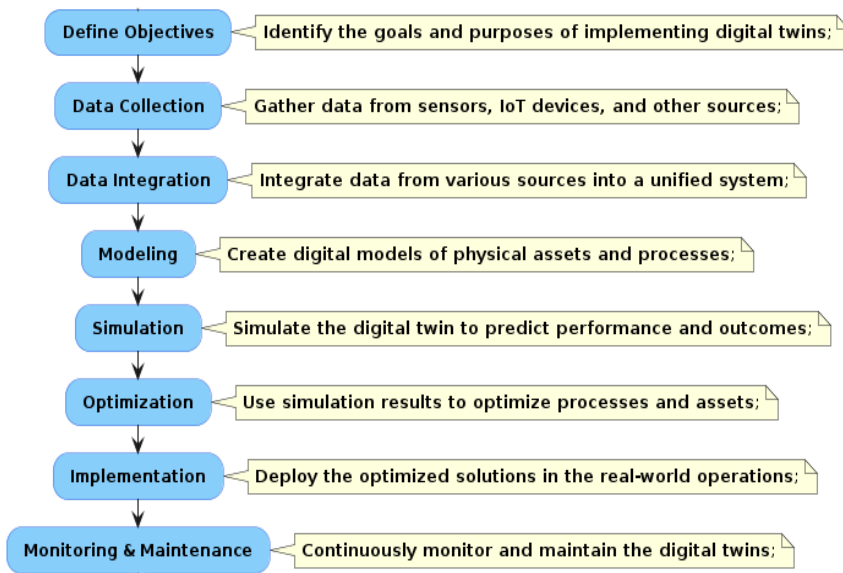 Define Objectives
Identify the goals and purposes of implementing digital twins;
Data Collection
Gather data from sensors, IoT devices, and other sources;
Data Integration
Integrate data from various sources into a unified system;
Modeling
Create digital models of physical assets and processes;
Simulation
Simulate the digital twin to predict performance and outcomes;
Optimization
Use simulation results to optimize processes and assets;
Implementation
Deploy the optimized solutions in the real-world operations;
Monitoring & Maintenance
Continuously monitor and maintain the digital twins;